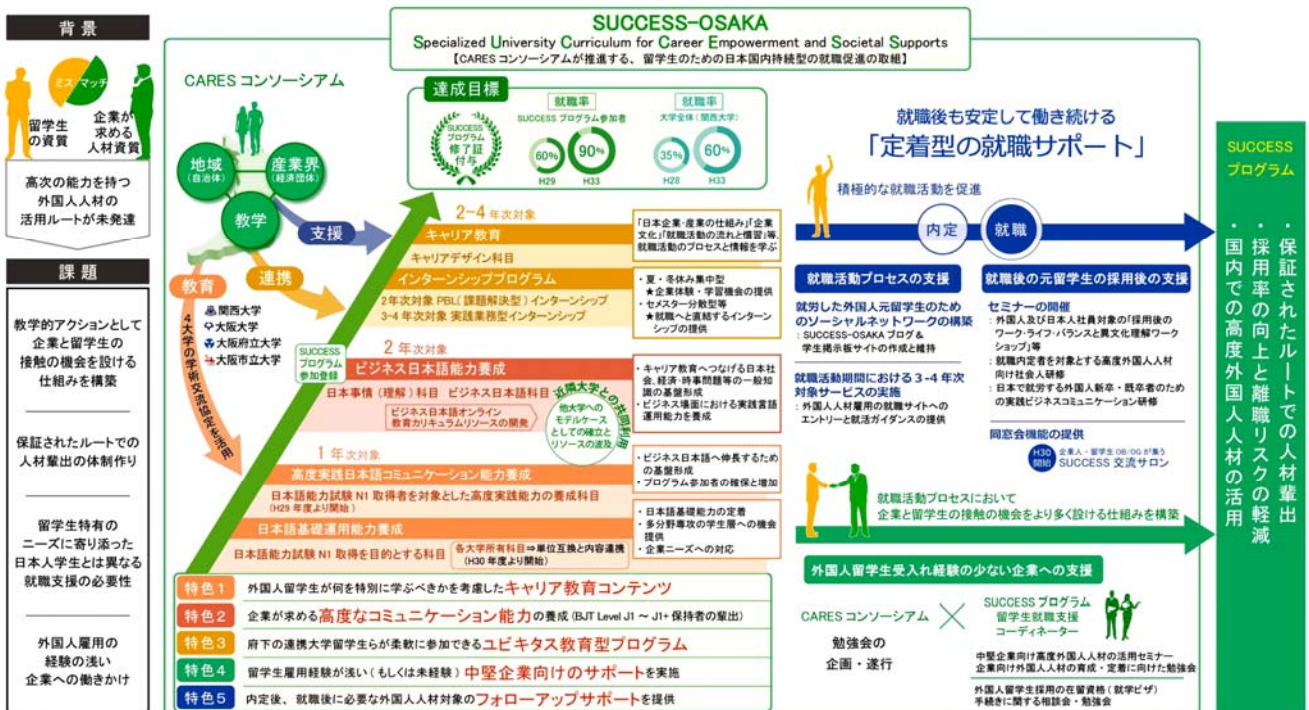 背景
ミスマッチ
留学生
の資質
企業が
求める
人材資質
高次の能力を持つ
外国人人材の
活用ルートが未発達
課題
教学的アクションとして
企業と留学生の
接触の機会を設ける
仕組みを構築
保証されたルートでの
人材輩出の体制作り
留学生特有の
ニーズに寄り添った
日本人学生とは異なる
就職支援の必要性
外国人雇用の
経験の浅い
企業への働きかけ
SUCCESS-OSAKA
Specialized University Curriculum for Career Empowerment and Societal Supports
【CARES コンソーシアムが推進する、留学生のための日本国内持続型の就職促進の取組】
CARES コンソーシアム
地域
(自治体)
産業界
(経済団体)
教学
支援
連携
教育
4大学の学術交流協定を活用
関西大学
大阪大学
大阪府立大学
大阪市立大学
達成目標
SUCCESS
プログラム
修了証
付与
就職率
SUCCESS プログラム参加者
60%
90%
H29
H33
就職率
大学全体(関西大学)
35%
60%
H28
H33
2-4 年次対象
キャリア教育
キャリアデザイン科目
「日本企業・産業の仕組み」「企業
文化」「就職活動の流れと慣習」等、
就職活動のプロセスと情報を学ぶ
インターンシッププログラム
2年次対象 PBL(課題解決型)インターンシップ
3-4 年次対象 実践業務型インターンシップ
・夏・冬休み集中型
★企業体験・学習機会の提供
・セメスター分散型等
★就職へと直結するインターン
シップの提供
SUCCESS
プログラム
参加登録
2 年次対象
ビジネス日本語能力養成
日本事情(理解)科目 ビジネス日本語科目
ビジネス日本語オンライン
教育カリキュラムリソースの開発
近隣大学との共同利用
他大学への
モデルケース
としての確立と
リソースの波及
・キャリア教育へつなげる日本社
会、経済・時事問題等の一般知
識の基盤形成
・ビジネス場面における実践言語
運用能力を養成
1 年次対象
高度実践日本語コミュニケーション能力養成
日本語能力試験 N1 取得者を対象とした高度実践能力の養成科目
(H29 年度より開始)
・ビジネス日本語へ伸長するため
の基盤形成
・プログラム参加者の確保と増加
日本語基礎運用能力養成
日本語能力試験 N1 取得を目的とする科目
各大学所有科目⇒単位互換と内容連携
(H30 年度より開始)
・日本語基礎能力の定着
・多分野専攻の学生層への機会
提供
・企業ニーズへの対応
特色1 外国人留学生が何を特別に学ぶべきかを考慮したキャリア教育コンテンツ
特色2 企業が求める高度なコミュニケーション能力の養成 (BJT Level J1 ～ J1+ 保持者の輩出)
特色3 府下の連携大学留学生らが柔軟に参加できるユビキタス教育型プログラム
特色4 留学生雇用経験が浅い(もしくは未経験)中堅企業向けのサポートを実施
特色5 内定後、就職後に必要な外国人人材対象のフォローアップサポートを提供
就職後も安定して働き続ける
「定着型の就職サポート」
積極的な就職活動を促進
内定
就職
就職活動プロセスの支援
就労した外国人元留学生のため
のソーシャルネットワークの構築
: SUCCESS-OSAKA ブログ &
学生掲示板サイトの作成と維持
就職活動期間における 3-4 年次
対象サービスの実施
: 外国人人材雇用の就職サイトへの
エントリーと就活ガイダンスの提供
就職後の元留学生の採用後の支援
セミナーの開催
: 外国人及び日本人社員対象の「採用後の
ワーク・ライフ・バランスと異文化理解ワーク
ショップ」等
: 就職内定者を対象とする高度外国人人材
向け社会人研修
: 日本で就労する外国人新卒・既卒者のため
の実践ビジネスコミュニケーション研修
同窓会機能の提供
H30
開始
企業人・留学生 OB/OG が集う
SUCCESS 交流サロン
就職活動プロセスにおいて
企業と留学生の接触の機会をより多く設ける仕組みを構築
外国人留学生受入れ経験の少ない企業への支援
CARES コンソーシアム
×
SUCCESS プログラム
留学生就職支援
コーディネーター
勉強会の
企画・遂行
中堅企業向け高度外国人人材の活用セミナー
企業向け外国人人材の育成・定着に向けた勉強会
外国人留学生採用の在留資格(就学ビザ)
手続きに関する相談会・勉強会
SUCCESS
プログラム
・保証されたルートでの人材輩出
・採用率の向上と離職リスクの軽減
・国内での高度外国人人材の活用